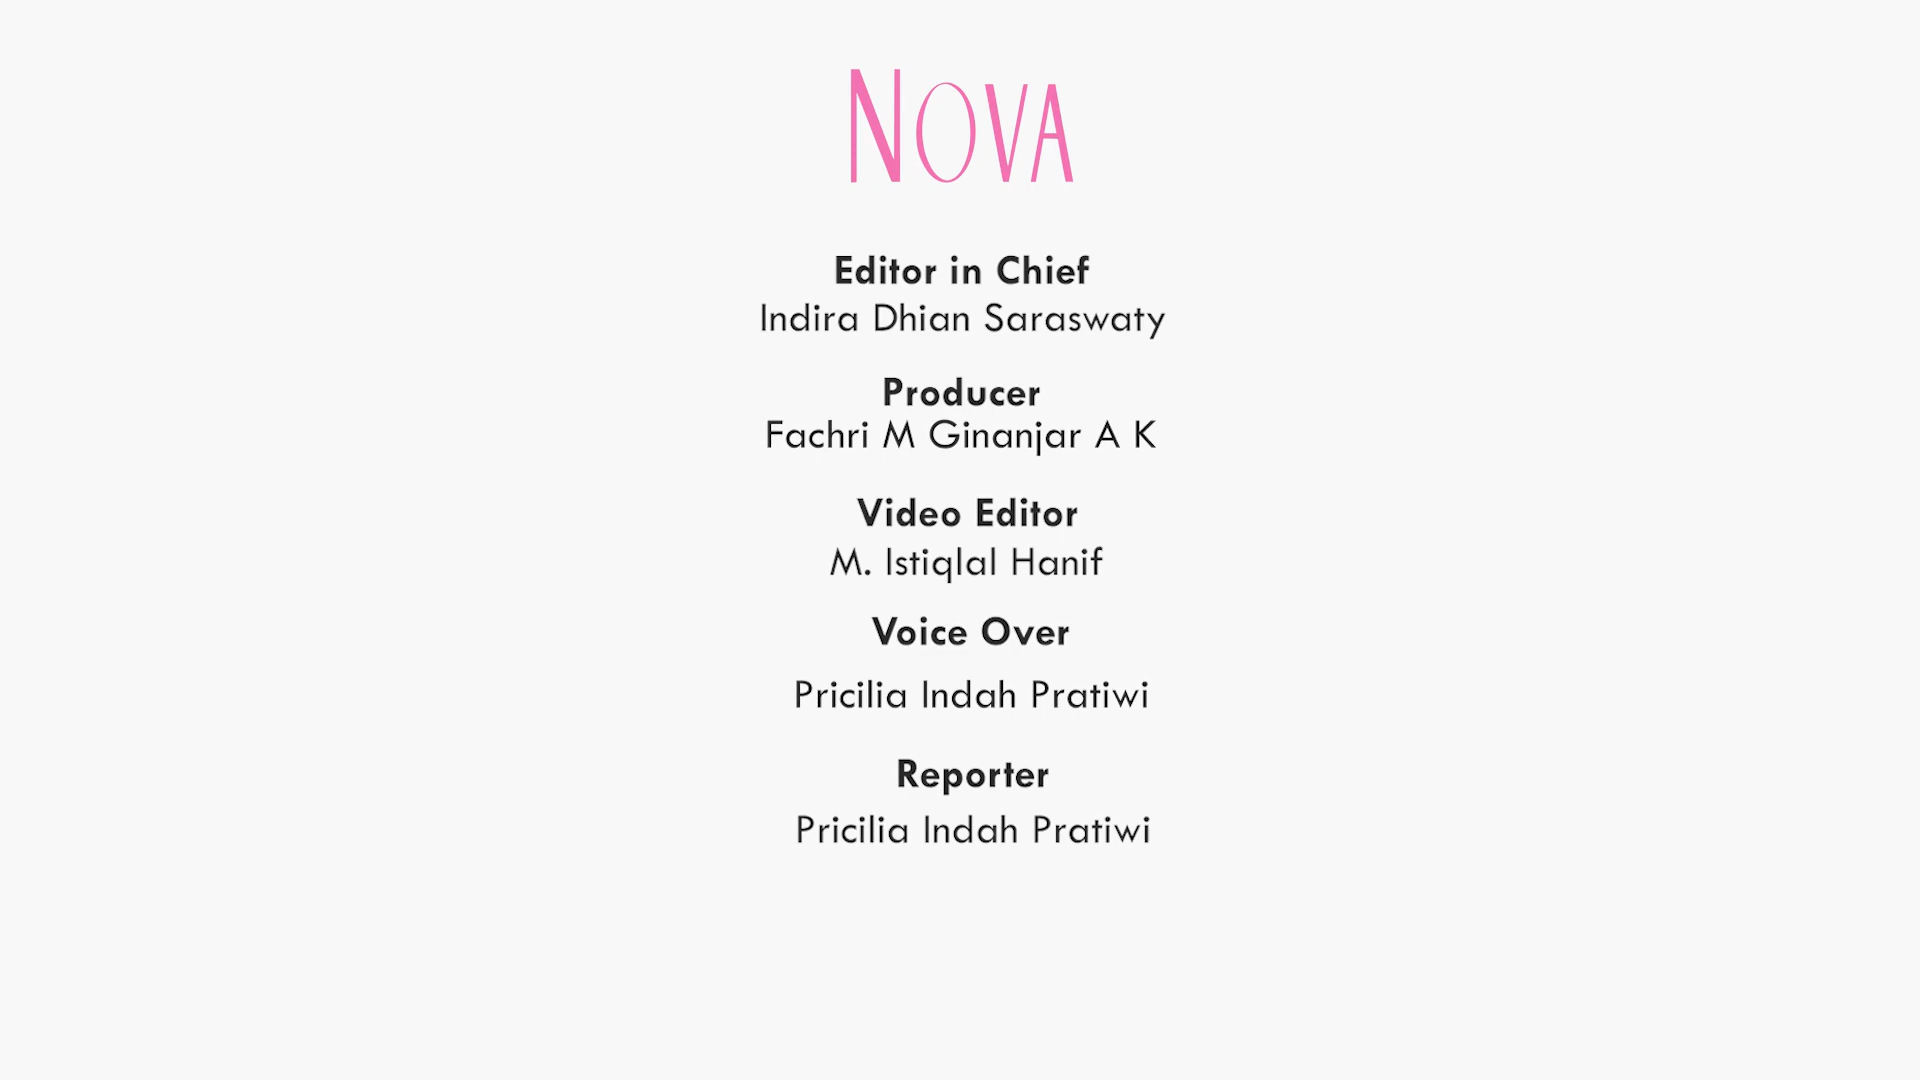 NOVA
Editor in Chief
Indira Dhian Saraswaty
Producer
Fachri M Ginanjar A K
Video Editor
M. Istiqlal Hanif
Voice Over
Pricilia Indah Pratiwi
Reporter
Pricilia Indah Pratiwi